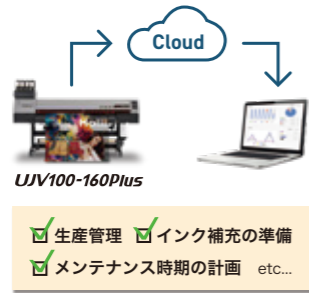 Cloud
UJV100-160Plus
生産管理 インク補充の準備
メンテナンス時期の計画 etc...